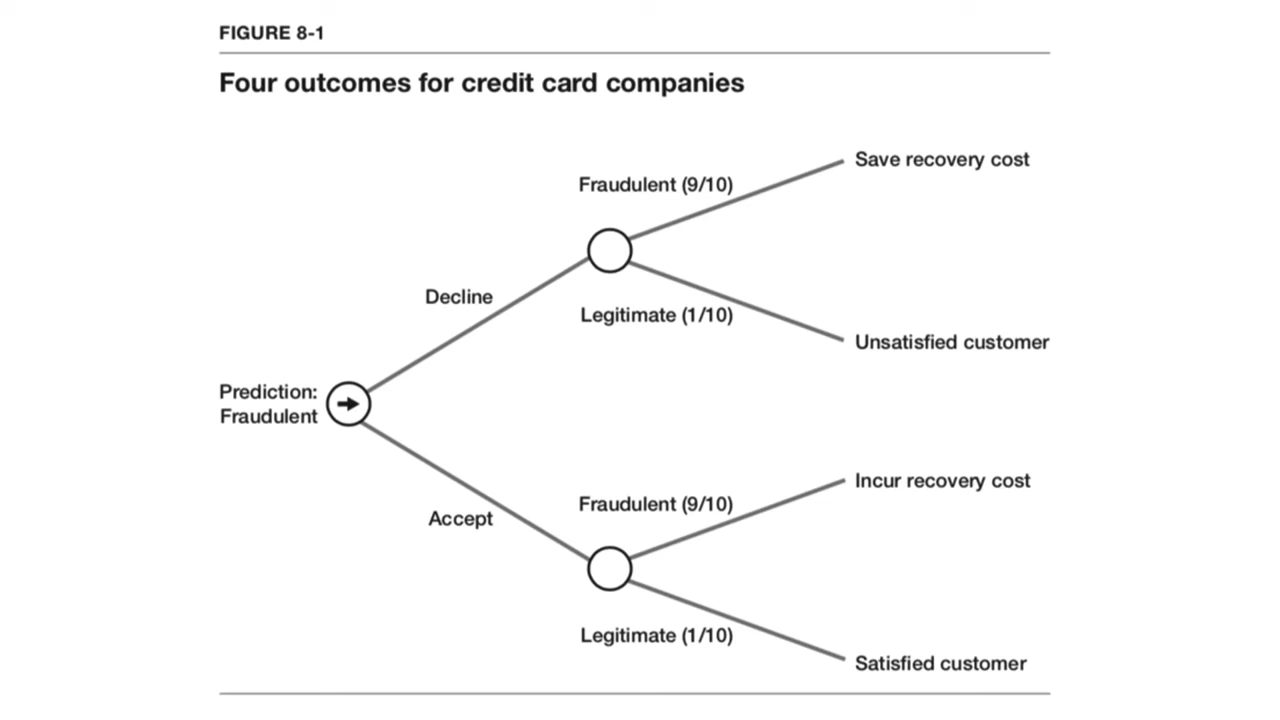 FIGURE 8-1
Four outcomes for credit card companies
Save recovery cost
Fraudulent (9/10)
Decline
Legitimate (1/10)
Unsatisfied customer
Prediction:
Fraudulent
Incur recovery cost
Fraudulent (9/10)
Accept
Legitimate (1/10)
Satisfied customer